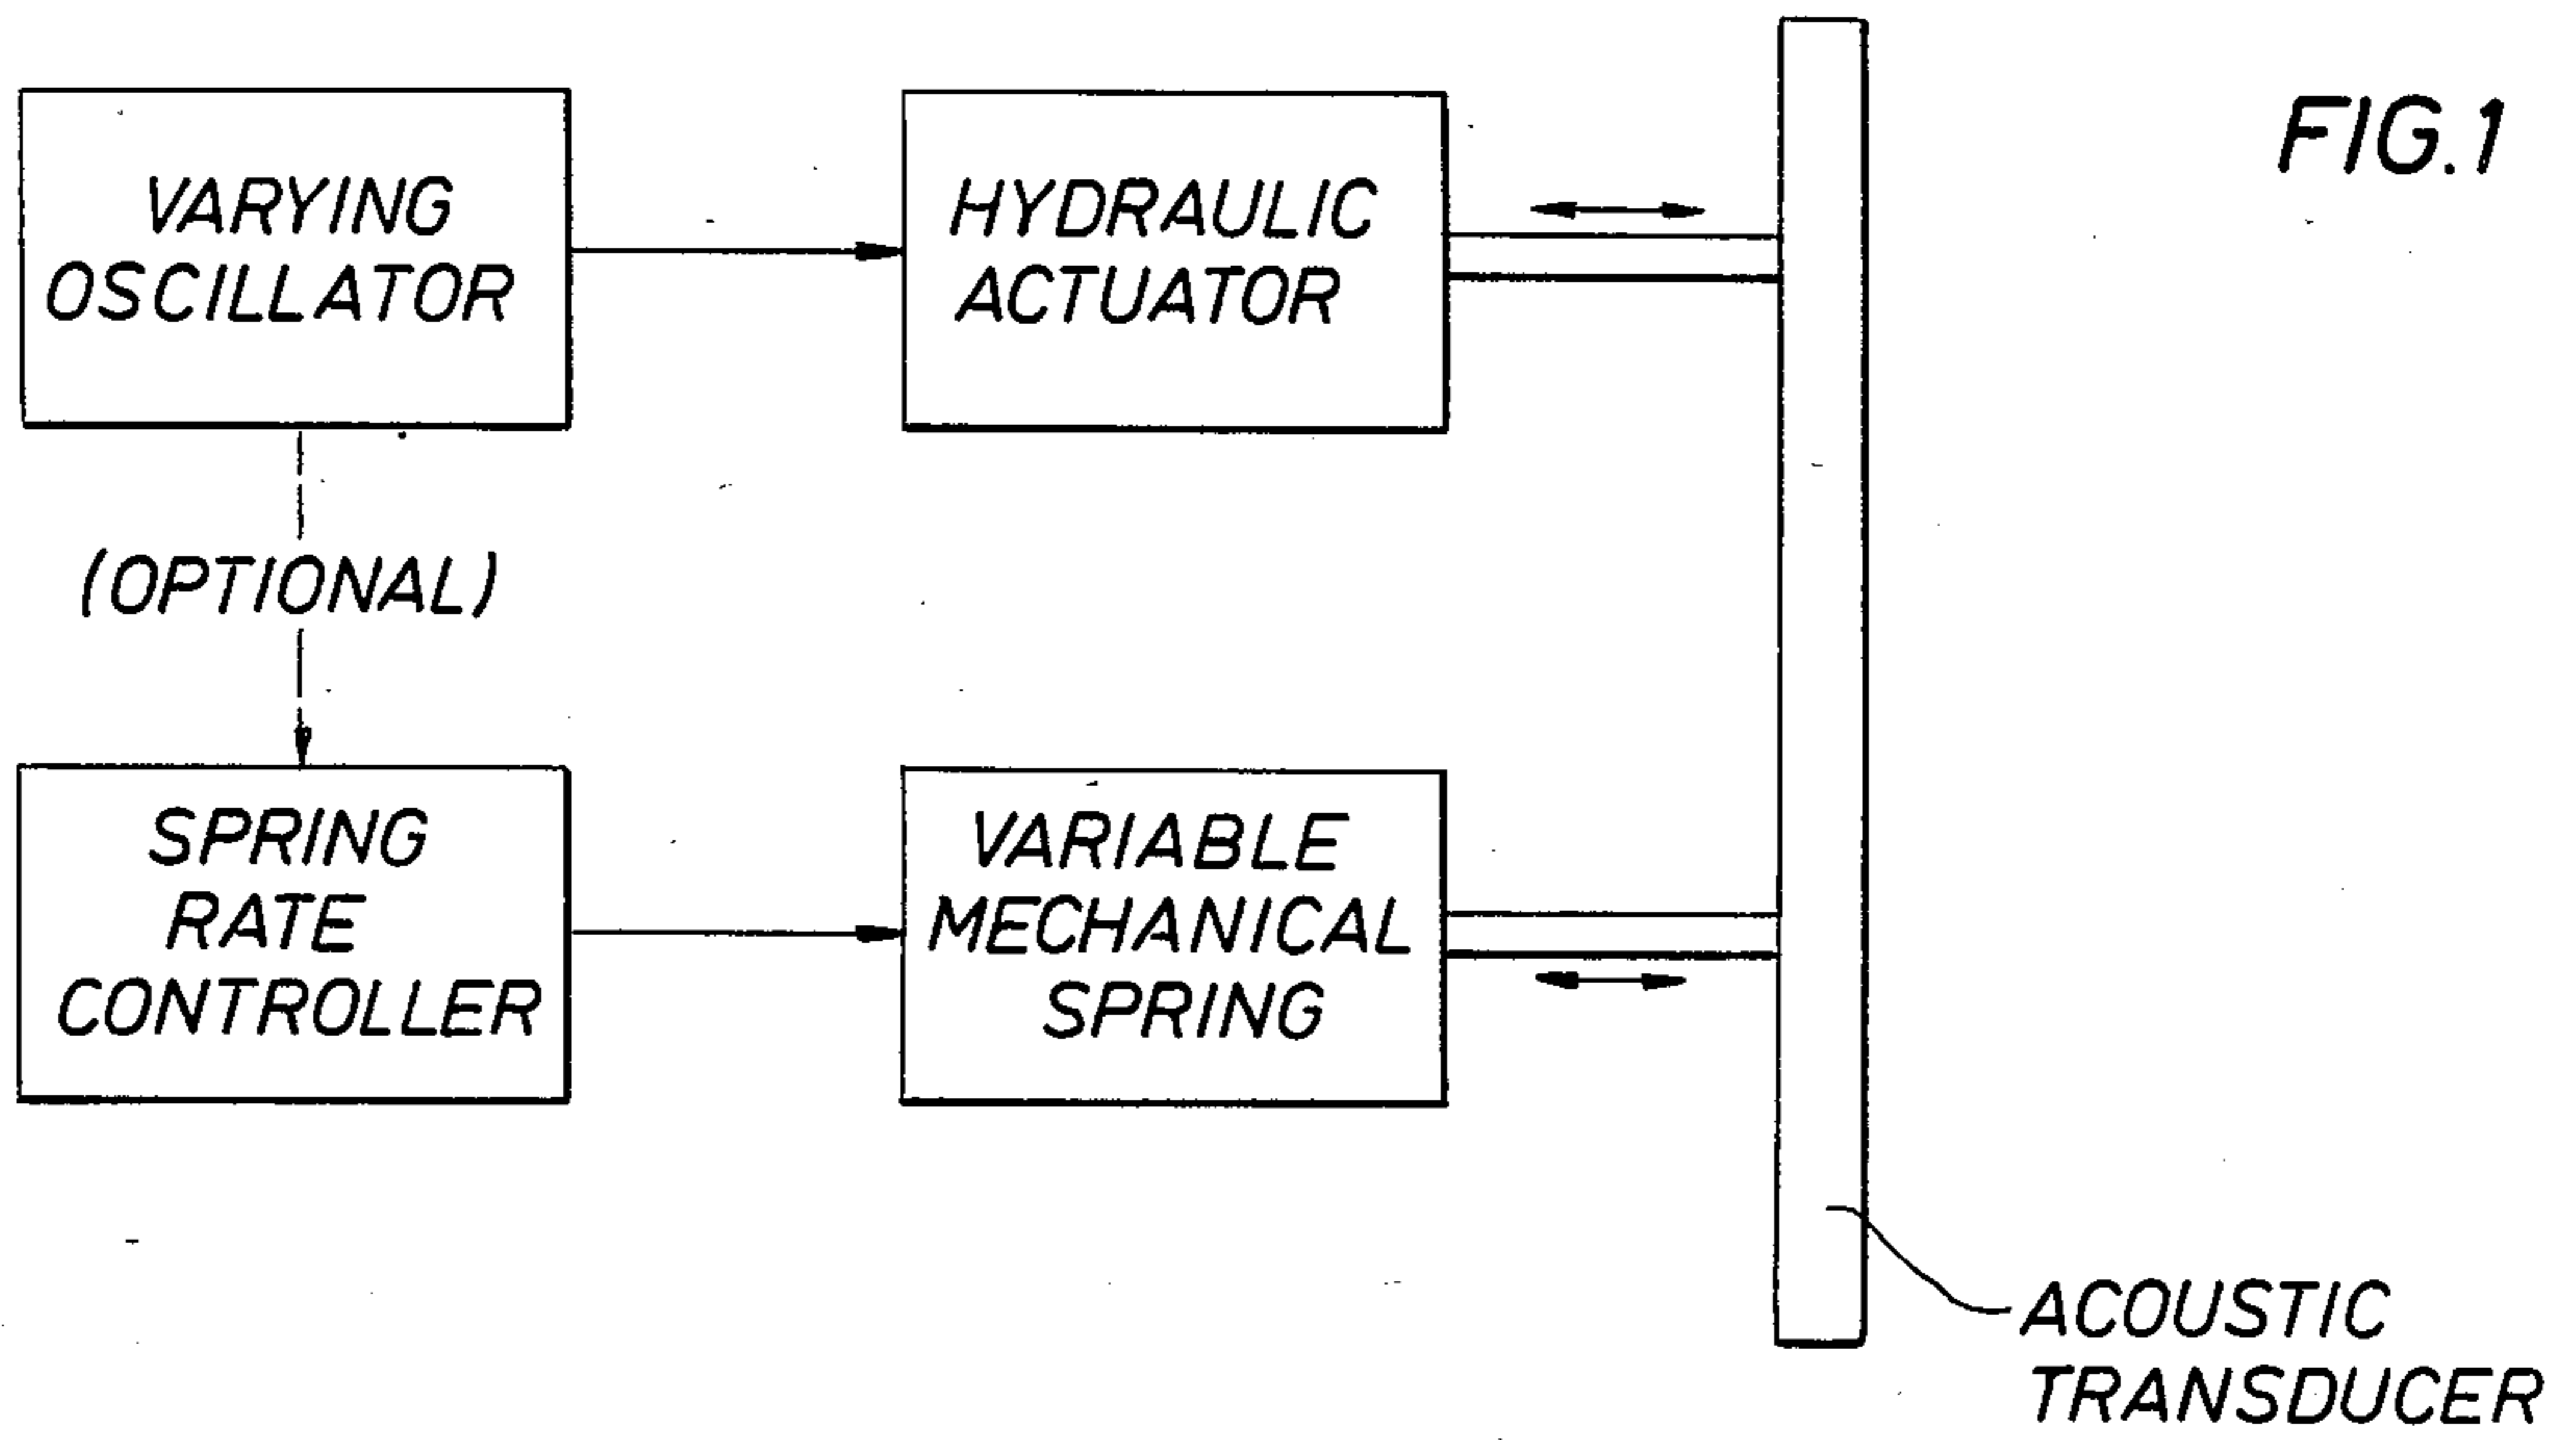 FIG.1
VARYING
OSCILLATOR
HYDRAULIC
ACTUATOR
(OPTIONAL)
SPRING
RATE
CONTROLLER
VARIABLE
MECHANICAL
SPRING
ACOUSTIC
TRANSDUCER